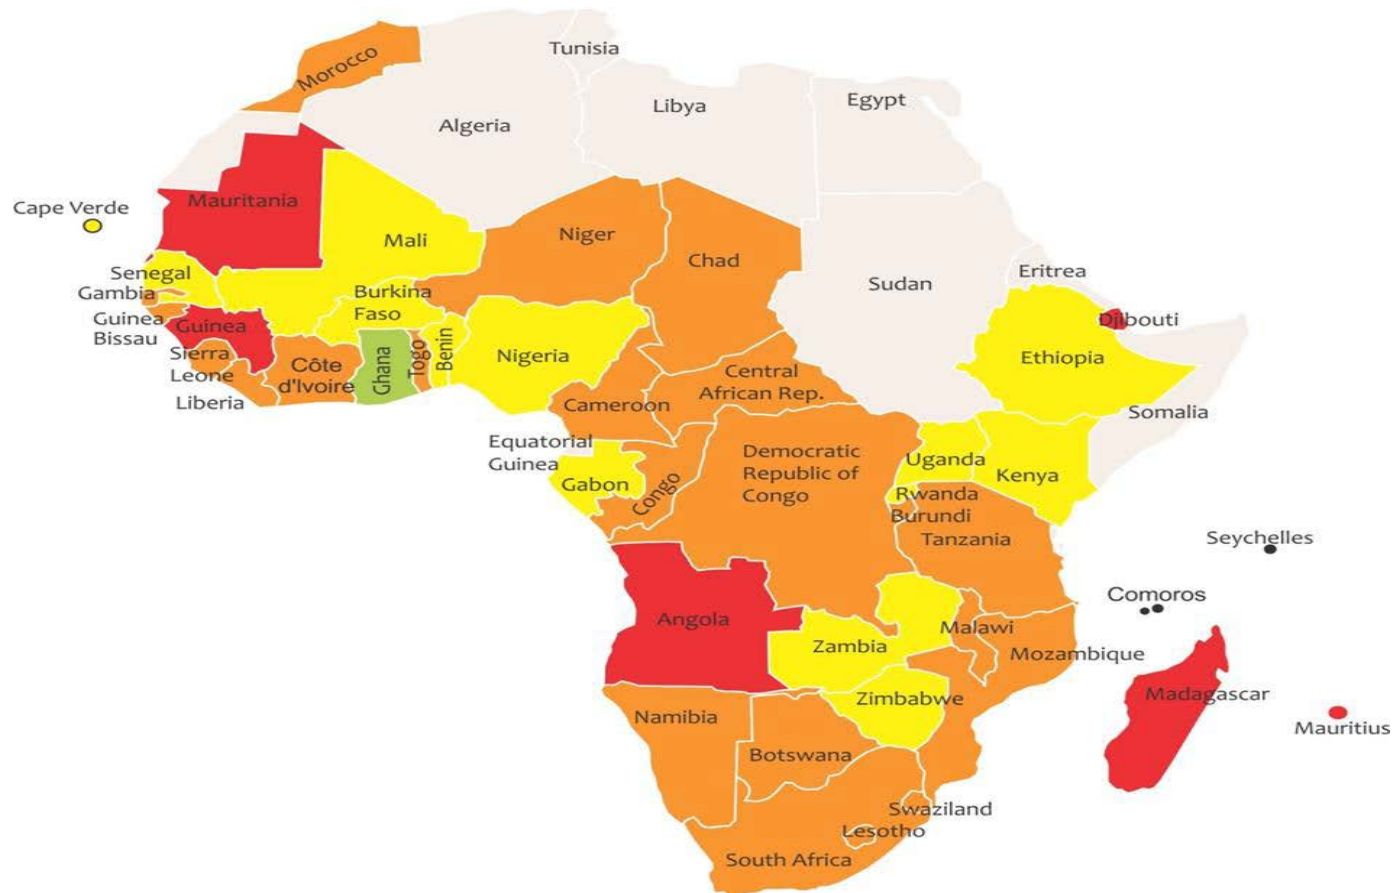 Tunisia
Morocco
Algeria
Libya
Egypt
Mauritania
Cape Verde
Mali
Niger
Chad
Sudan
Eritrea
Senegal
Gambia
Guinea
Bissau
Guinea
Burkina
Faso
Djibouti
Sierra
Leone
Liberia
Côte
d'Ivoire
Ghana
Togo
Benin
Nigeria
Ethiopia
Central
African Rep.
Cameroon
Somalia
Equatorial
Guinea
Gabon
Congo
Democratic
Republic of
Congo
Uganda
Kenya
Rwanda
Burundi
Tanzania
Seychelles
Comoros
Angola
Zambia
Malawi
Mozambique
Zimbabwe
Madagascar
Mauritius
Namibia
Botswana
Swaziland
Lesotho
South Africa